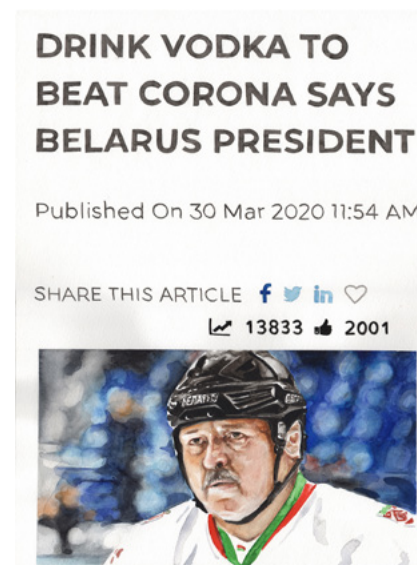 DRINK VODKA TO
BEAT CORONA SAYS
BELARUS PRESIDENT
Published On 30 Mar 2020 11:54 AM
SHARE THIS ARTICLE f in
13833 2001